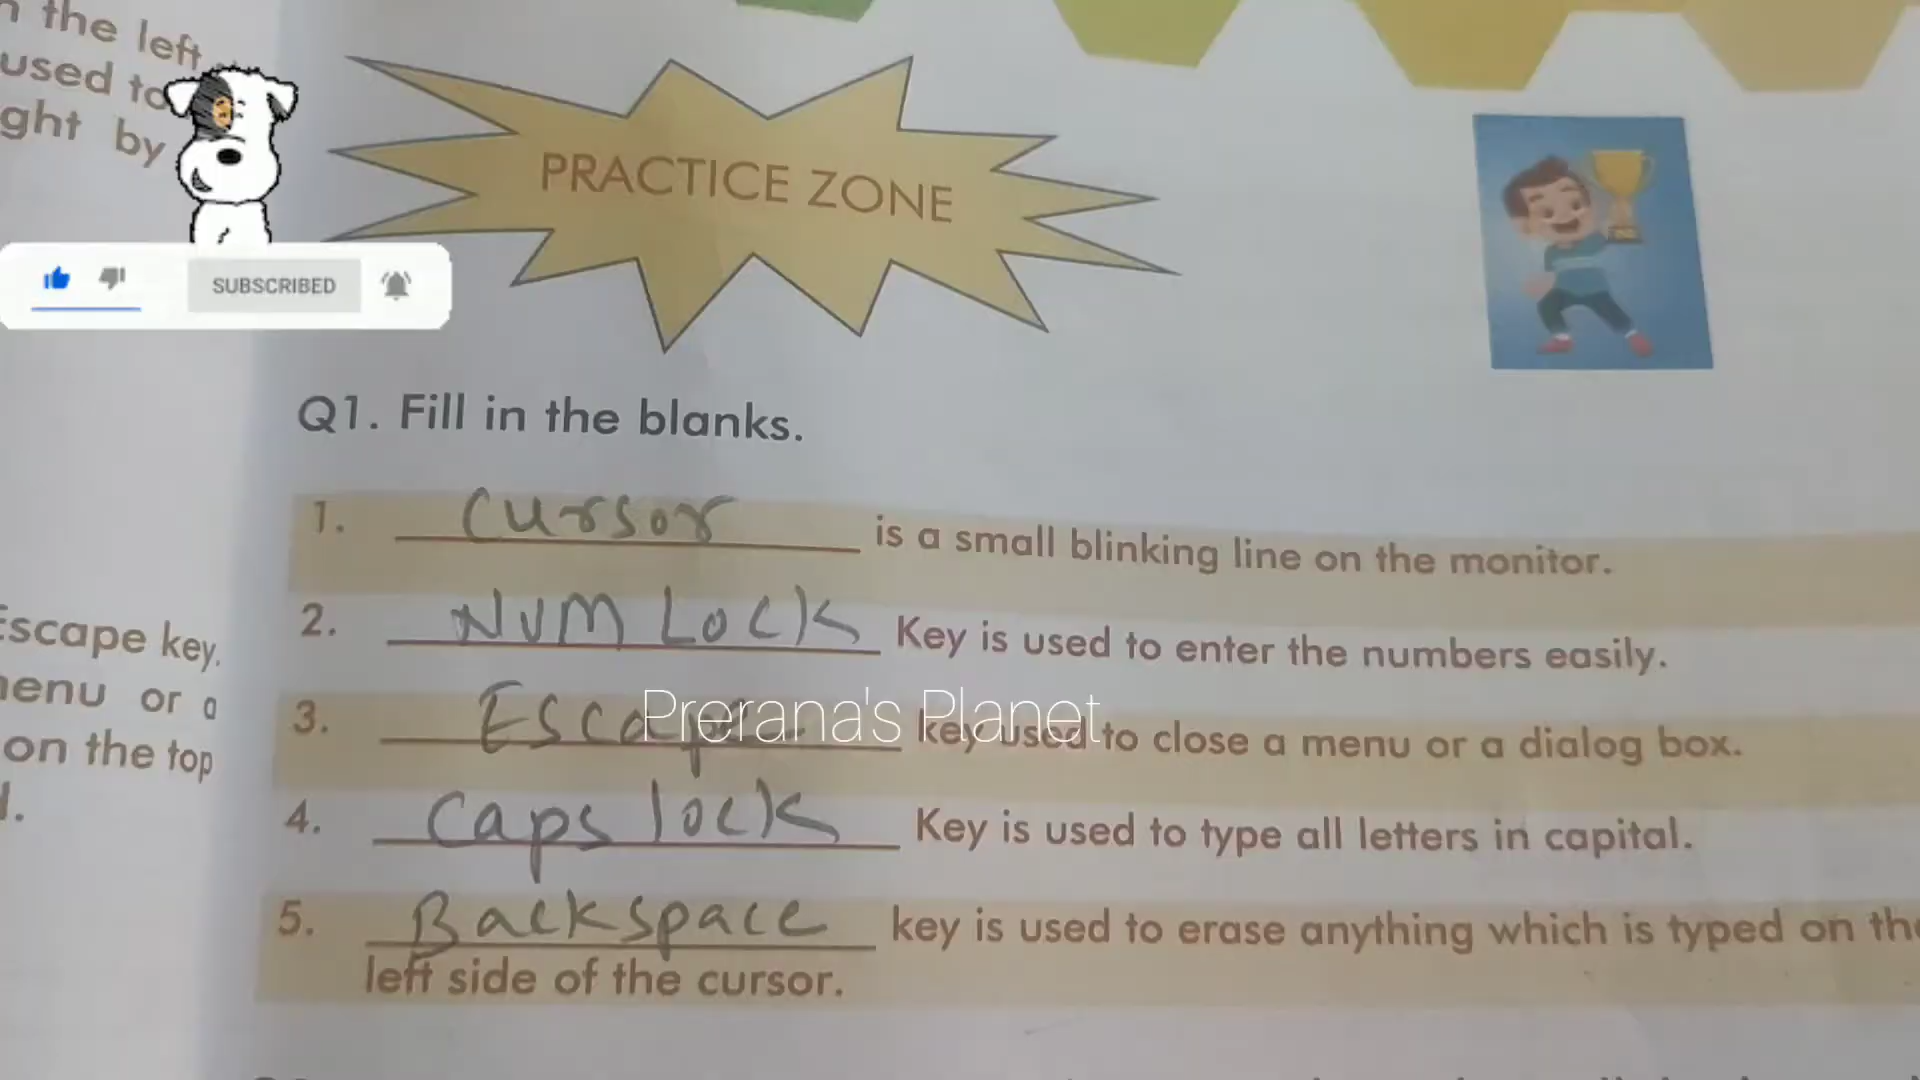 n the left
used to
ght by
PRACTICE ZONE
SUBSCRIBED
Q1. Fill in the blanks.
1. Cursor is a small blinking line on the monitor.
2. NUM Lock Key is used to enter the numbers easily.
Escape key.
menu or a
3. Escape key used to close a menu or a dialog box.
Prerana's Planet
on the top
4. Caps lock Key is used to type all letters in capital.
5. Backspace key is used to erase anything which is typed on the
left side of the cursor.